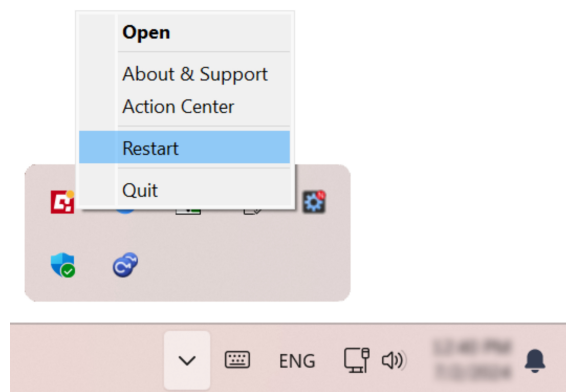 Open
About & Support
Action Center
Restart
Quit
ENG